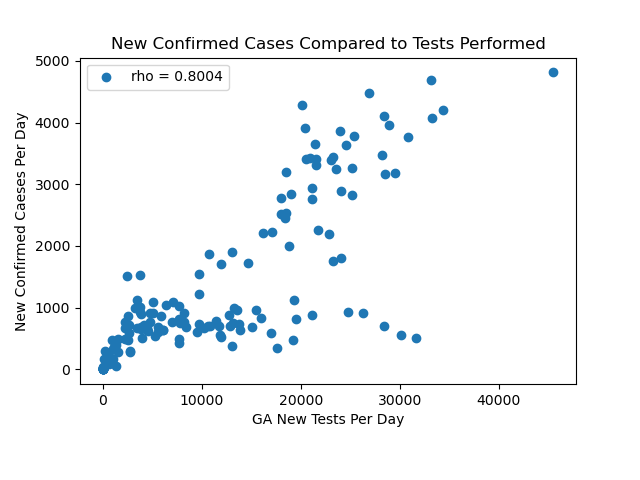 New Confirmed Cases Compared to Tests Performed
rho = 0.8004
5000
4000
3000
2000
1000
0
New Confirmed Caeses Per Day
0 10000 20000 30000 40000
GA New Tests Per Day